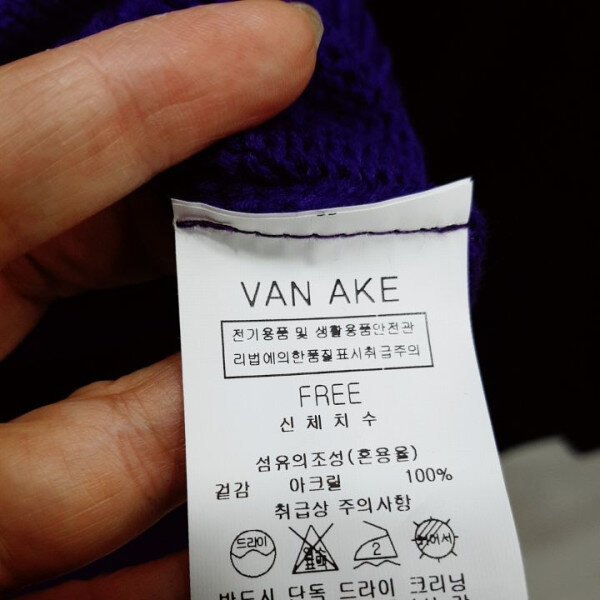 VAN AKE
전기용품 및 생활용품안전관
리법에의한품질표시취급주의
FREE
신체치수
섬유의조성(혼용율)
겉감 아크릴 100%
취급상 주의사항
드라이 2
반드시 단독 드라이 크리닝